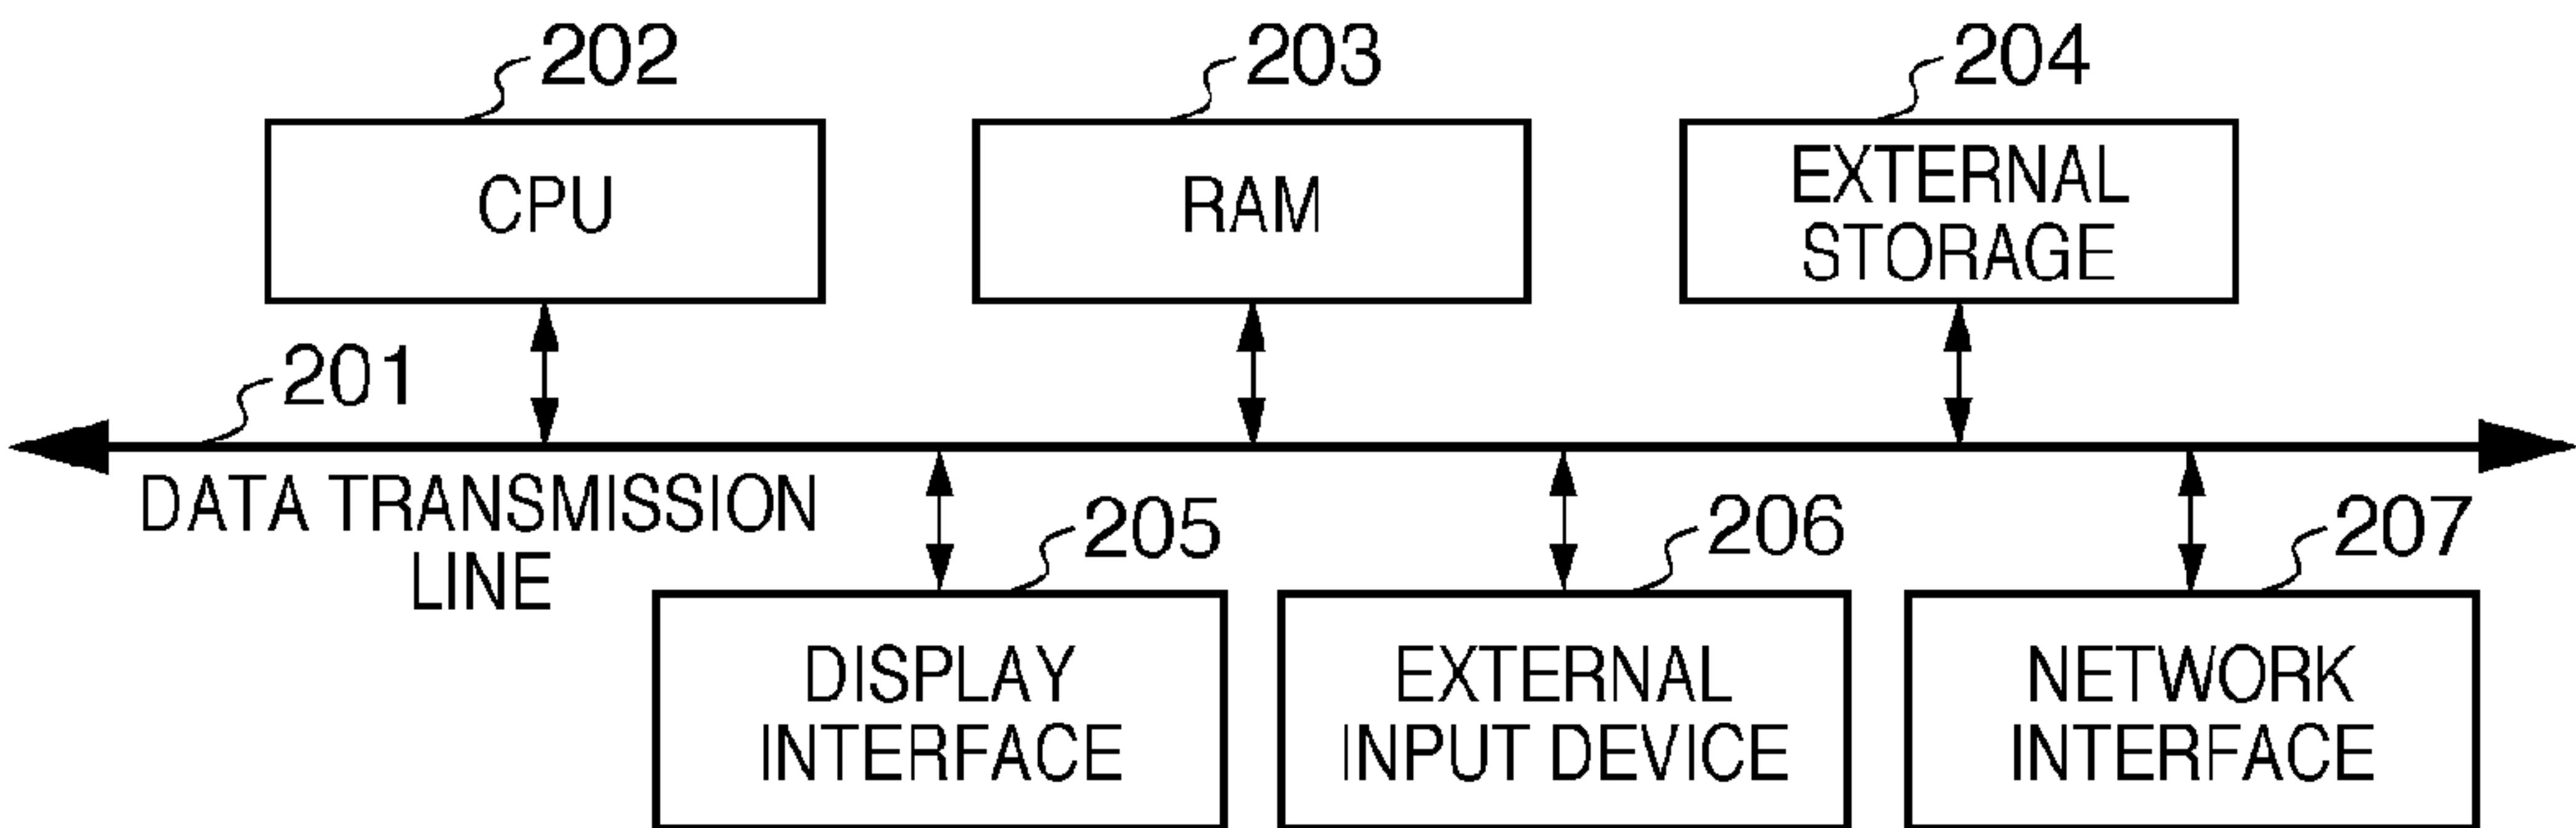 202
203
204
CPU
RAM
EXTERNAL
STORAGE
201
DATA TRANSMISSION
LINE
205
206
207
DISPLAY
INTERFACE
EXTERNAL
INPUT DEVICE
NETWORK
INTERFACE